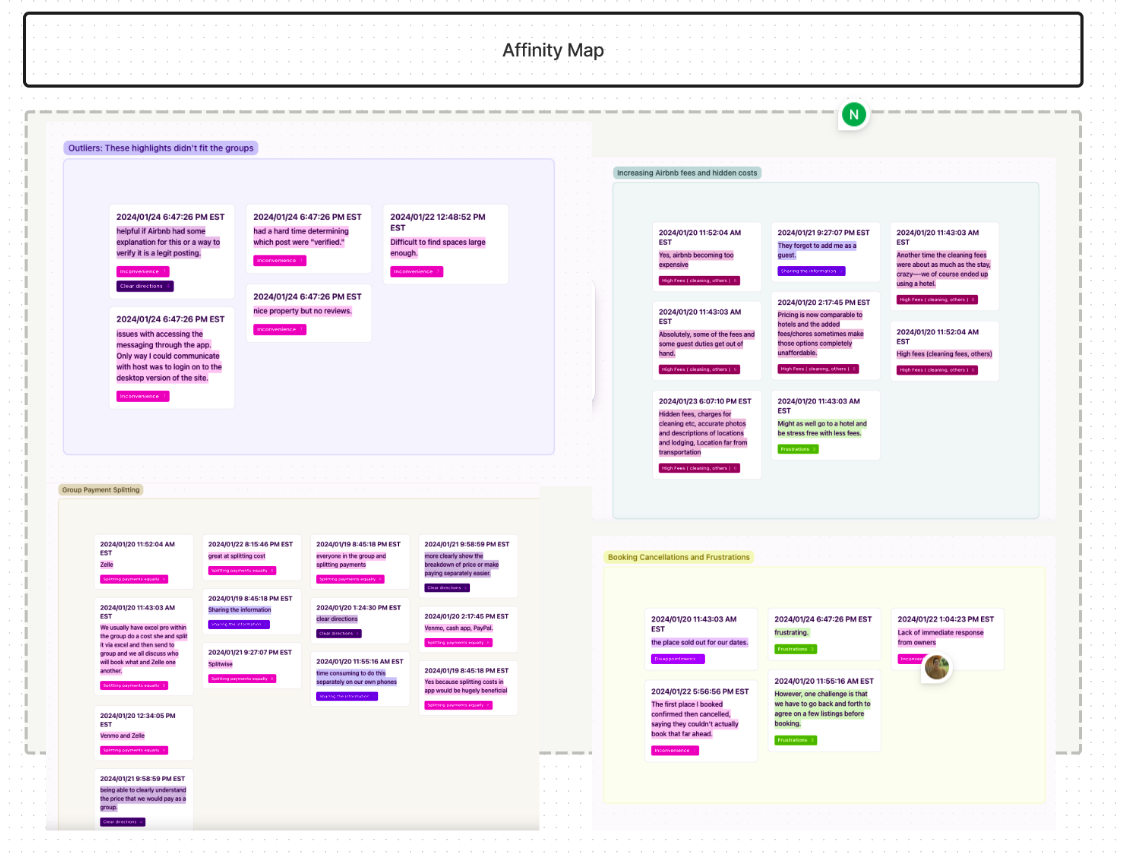 Affinity Map
N
Outliers: These highlights didn't fit the groups
2024/01/24 6:47:26 PM EST
helpful if Airbnb had some
explanation for this or a way to
verify it is a legit posting.
Inconvenience
Clear directions
2024/01/24 6:47:26 PM EST
issues with accessing the
messaging through the app.
Only way I could communicate
with host was to login on to the
desktop version of the site.
Inconvenience
2024/01/24 6:47:26 PM EST
had a hard time determining
which post were "verified."
Inconvenience
2024/01/24 6:47:26 PM EST
nice property but no reviews.
Inconvenience
2024/01/22 12:48:52 PM
EST
Difficult to find spaces large
enough.
Inconvenience
Increasing Airbnb fees and hidden costs
2024/01/20 11:52:04 AM
EST
Yes, airbnb becoming too
expensive
High Fees ( cleaning, others )
2024/01/20 11:43:03 AM
EST
Absolutely, some of the fees and
some guest duties get out of
hand.
High Fees ( cleaning, others )
2024/01/23 6:07:10 PM EST
Hidden fees, charges for
cleaning etc, accurate photos
and descriptions of locations
and lodging, Location far from
transportation
High Fees ( cleaning, others )
2024/01/21 9:27:07 PM EST
They forgot to add me as a
guest.
Sharing the information
2024/01/20 2:17:45 PM EST
Pricing is now comparable to
hotels and the added
fees/chores sometimes make
those options completely
unaffordable.
High Fees ( cleaning, others )
2024/01/20 11:43:03 AM
EST
Might as well go to a hotel and
be stress free with less fees.
Frustrations
2024/01/20 11:43:03 AM
EST
Another time the cleaning fees
were about as much as the stay,
crazy—-we of course ended up
using a hotel.
High Fees ( cleaning, others )
2024/01/20 11:52:04 AM
EST
High fees (cleaning fees, others)
High Fees ( cleaning, others )
Group Payment Splitting
2024/01/20 11:52:04 AM
EST
Zelle
Splitting payments equally
2024/01/20 11:43:03 AM
EST
We usually have excel pro within
the group do a cost site and split
it via excel and then send to
group and we all discuss who
will book what and Zelle one
another.
Splitting payments equally
2024/01/20 12:34:05 PM
EST
Venmo and Zelle
Splitting payments equally
2024/01/21 9:58:59 PM EST
being able to clearly understand
the price that we would pay as a
group.
Clear directions
2024/01/22 8:15:46 PM EST
great at splitting cost
Splitting payments equally
2024/01/19 8:45:18 PM EST
Sharing the information
Sharing the information
2024/01/21 9:27:07 PM EST
Splitwise
Splitting payments equally
2024/01/19 8:45:18 PM EST
everyone in the group and
splitting payments
Splitting payments equally
2024/01/20 1:24:30 PM EST
clear directions
Clear directions
2024/01/20 11:55:16 AM EST
time consuming to do this
separately on our own phones
Sharing the information
2024/01/21 9:58:59 PM EST
more clearly show the
breakdown of price or make
paying separately easier.
Clear directions
2024/01/20 2:17:45 PM EST
Venmo, cash app, PayPal.
Splitting payments equally
2024/01/19 8:45:18 PM EST
Yes because splitting costs in
app would be hugely beneficial
Splitting payments equally
Booking Cancellations and Frustrations
2024/01/20 11:43:03 AM
EST
the place sold out for our dates.
Disappointments
2024/01/22 5:56:56 PM EST
The first place I booked
confirmed then cancelled,
saying they couldn't actually
book that far ahead.
Inconvenience
2024/01/24 6:47:26 PM EST
frustrating.
Frustrations
2024/01/20 11:55:16 AM EST
However, one challenge is that
we have to go back and forth to
agree on a few listings before
booking.
Frustrations
2024/01/22 1:04:23 PM EST
Lack of immediate response
from owners